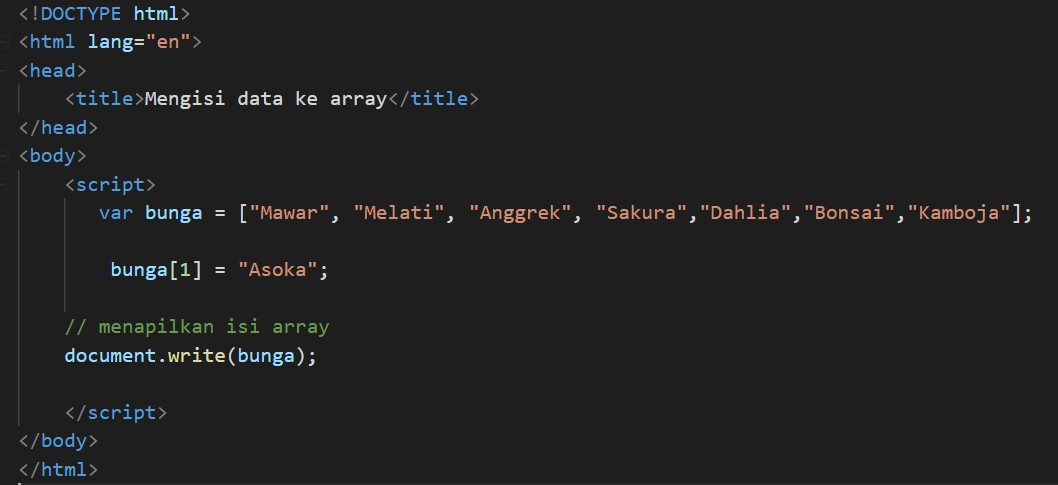 <!DOCTYPE html>
<html lang="en">
<head>
    <title>Mengisi data ke array</title>
</head>
<body>
    <script>
       var bunga = ["Mawar", "Melati", "Anggrek", "Sakura","Dahlia","Bonsai","Kamboja"];
        bunga[1] = "Asoka";
    // menapilkan isi array
    document.write(bunga);
    </script>
</body>
</html>